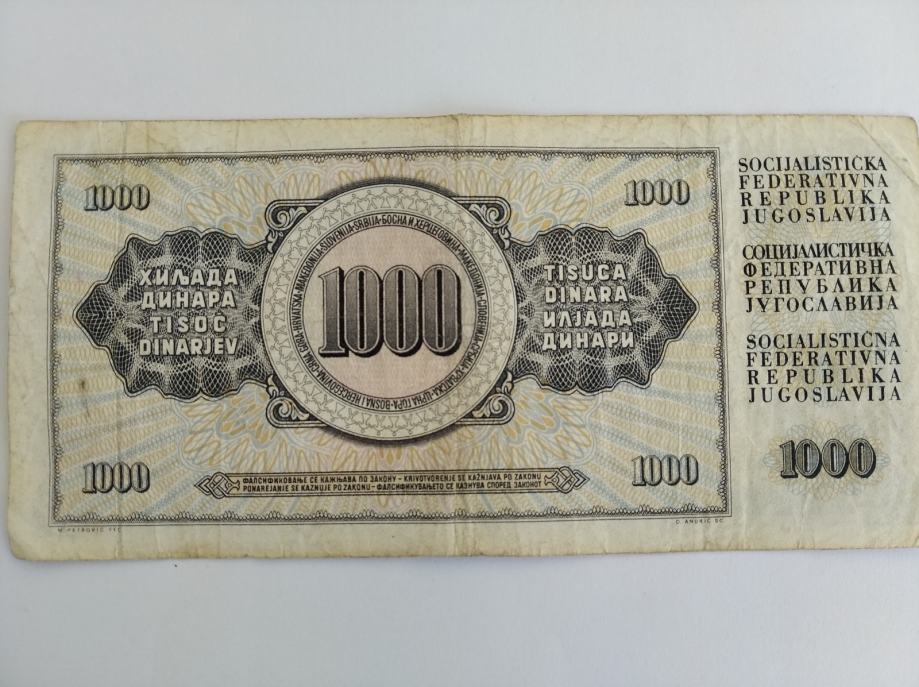 1000
1000
ХИЉАДА
ДИНАРА
TISOČ
DINARJEV
1000
TISUĆA
DINARA
ИЛЈАДА
ДИНАРИ
1000
1000
ФАЛСИФИКОВАЊЕ СЕ КАЖЊАВА ПО ЗАКОНУ - KRIVOTVORENJE SE KAŽNJAVA PO ZAKONU
PONAREJANJE SE KAZNUJE PO ZAKONU - ФАЛСИФИКУВАЊЕТО СЕ КАЗНУВА СПОРЕД ЗАКОНОТ
D. ANDRIĆ SC.
SOCIJALISTIČKA
FEDERATIVNA
REPUBLIKA
JUGOSLAVIJA
СОЦИЈАЛИСТИЧКА
ФЕДЕРАТИВНА
РЕПУБЛИКА
ЈУГОСЛАВИЈА
SOCIALISTIČNA
FEDERATIVNA
REPUBLIKA
JUGOSLAVIJA
1000